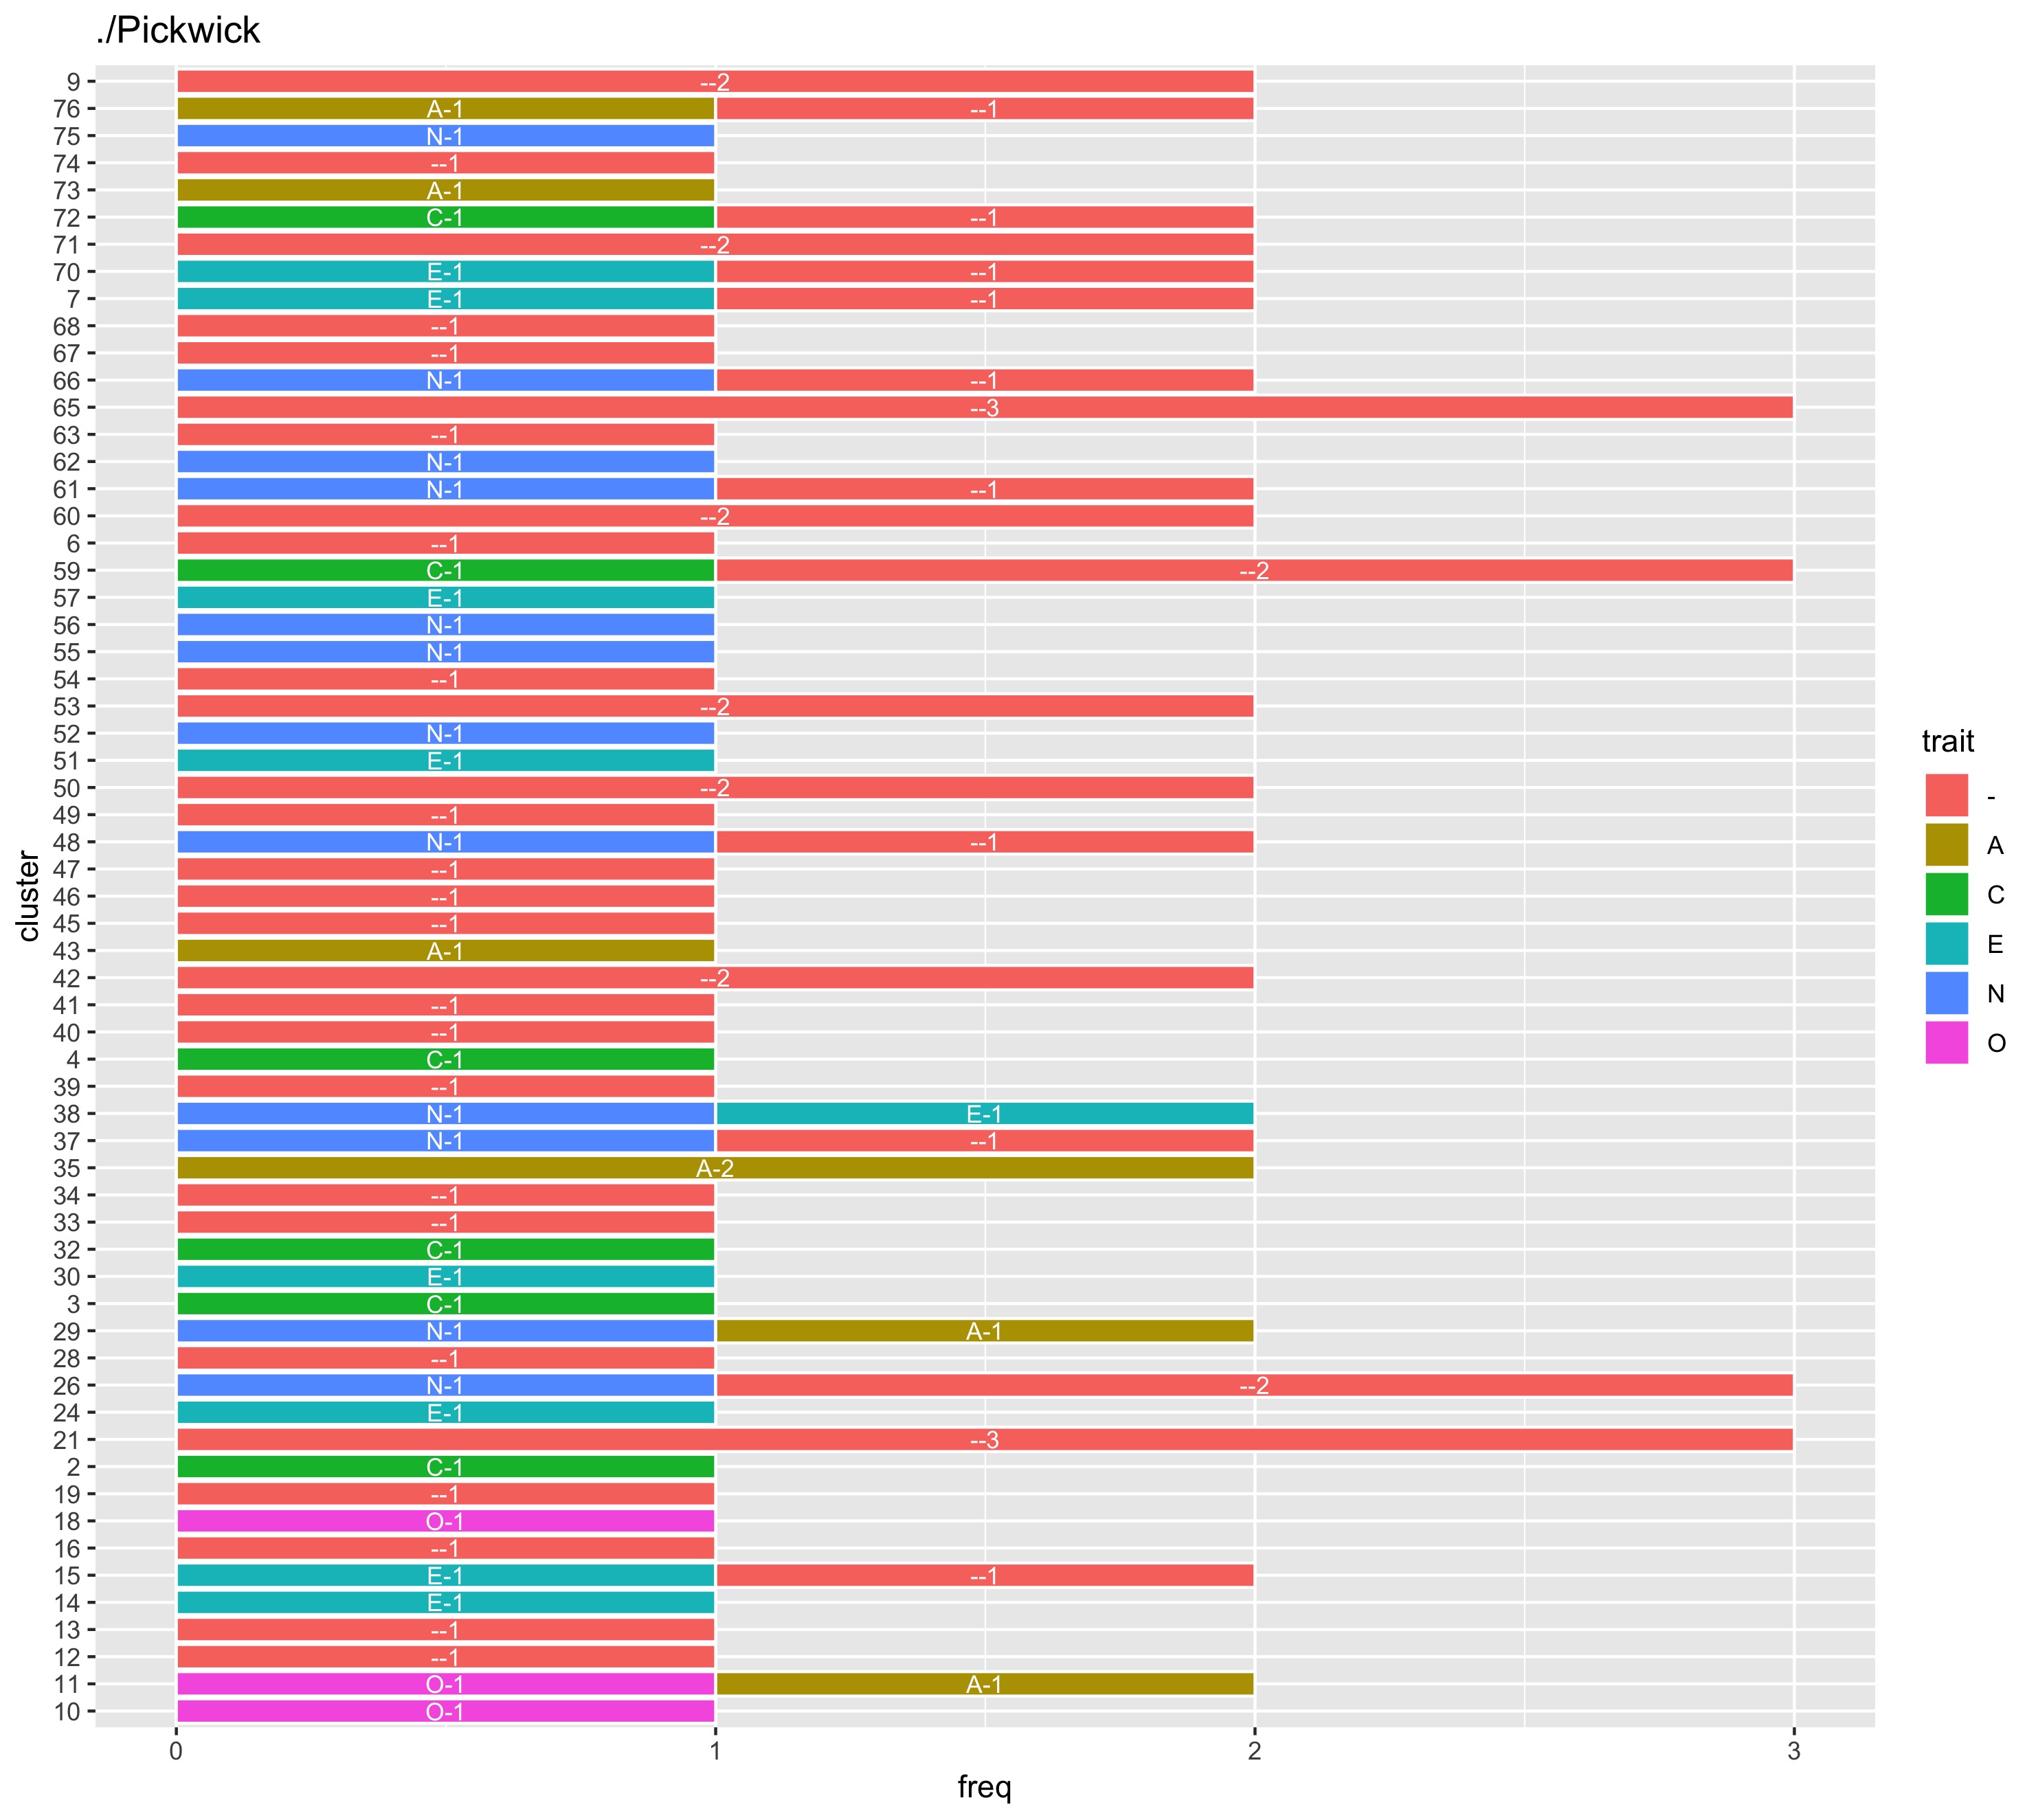 ./Pickwick
9 --2
76 A-1 --1
75 N-1
74 --1
73 A-1
72 C-1 --1
71 --2
70 E-1 --1
7 E-1 --1
68 --1
67 --1
66 N-1 --1
65 --3
63 --1
62 N-1
61 N-1 --1
60 --2
6 --1
59 C-1 --2
57 E-1
56 N-1
55 N-1
54 --1
53 --2
52 N-1
51 E-1
50 --2
49 --1
48 N-1 --1
47 --1
46 --1
45 --1
43 A-1
42 --2
41 --1
40 --1
4 C-1
39 --1
38 N-1 E-1
37 N-1 --1
35 A-2
34 --1
33 --1
32 C-1
30 E-1
3 C-1
29 N-1 A-1
28 --1
26 N-1 --2
24 E-1
21 --3
2 C-1
19 --1
18 O-1
16 --1
15 E-1 --1
14 E-1
13 --1
12 --1
11 O-1 A-1
10 O-1
0 1 2 3
freq
cluster
trait
-
A
C
E
N
O